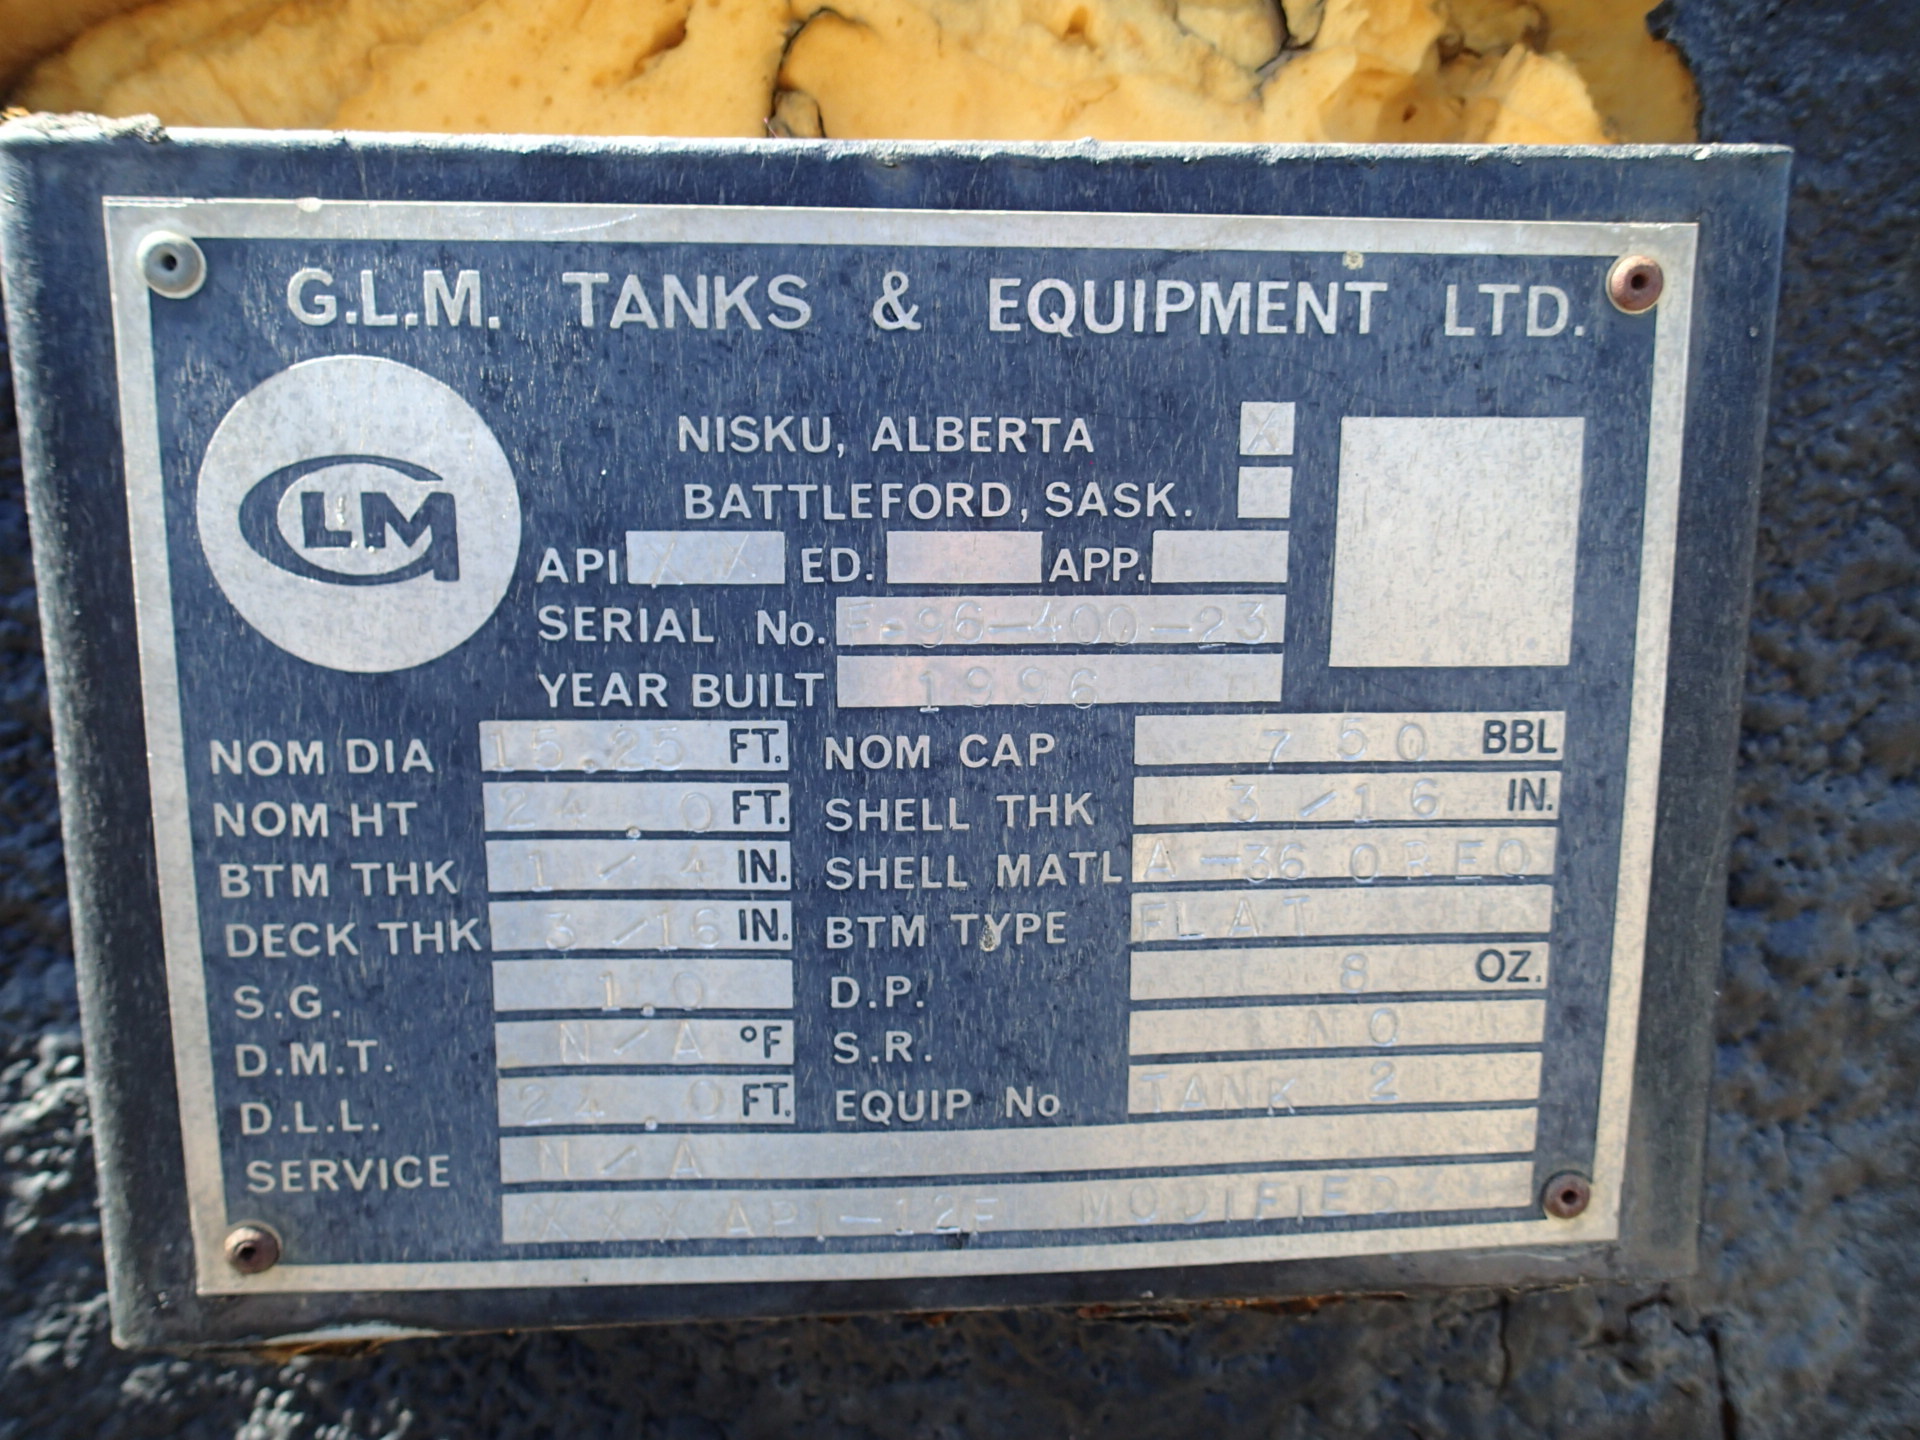 G.L.M. TANKS & EQUIPMENT LTD.
GLM
NISKU, ALBERTA X
BATTLEFORD, SASK.
API XX ED. APP.
SERIAL No. F-96-400-23
YEAR BUILT 1996
NOM DIA 15.25 FT. NOM CAP 750 BBL
NOM HT 24.0 FT. SHELL THK 3/16 IN.
BTM THK 1/4 IN. SHELL MATL A-36 OR EQ
DECK THK 3/16 IN. BTM TYPE FLAT
S.G. 1.0 D.P. 8 OZ.
D.M.T. N/A °F S.R. NO
D.L.L. 24.0 FT. EQUIP No TANK 2
SERVICE N/A
XXX API-12F MODIFIED